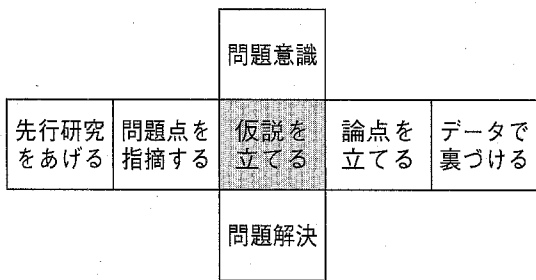 問題意識
先行研究
をあげる
問題点を
指摘する
仮説を
立てる
論点を
立てる
データで
裏づける
問題解決